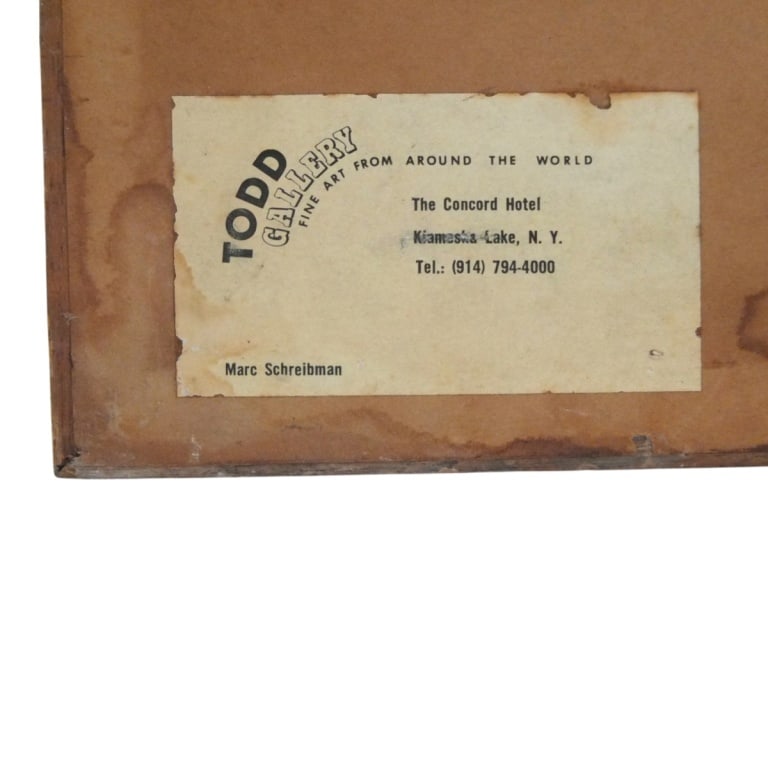 TODD
GALLERY
FINE ART FROM AROUND THE WORLD
The Concord Hotel
Kiamesha Lake, N. Y.
Tel.: (914) 794-4000
Marc Schreibman